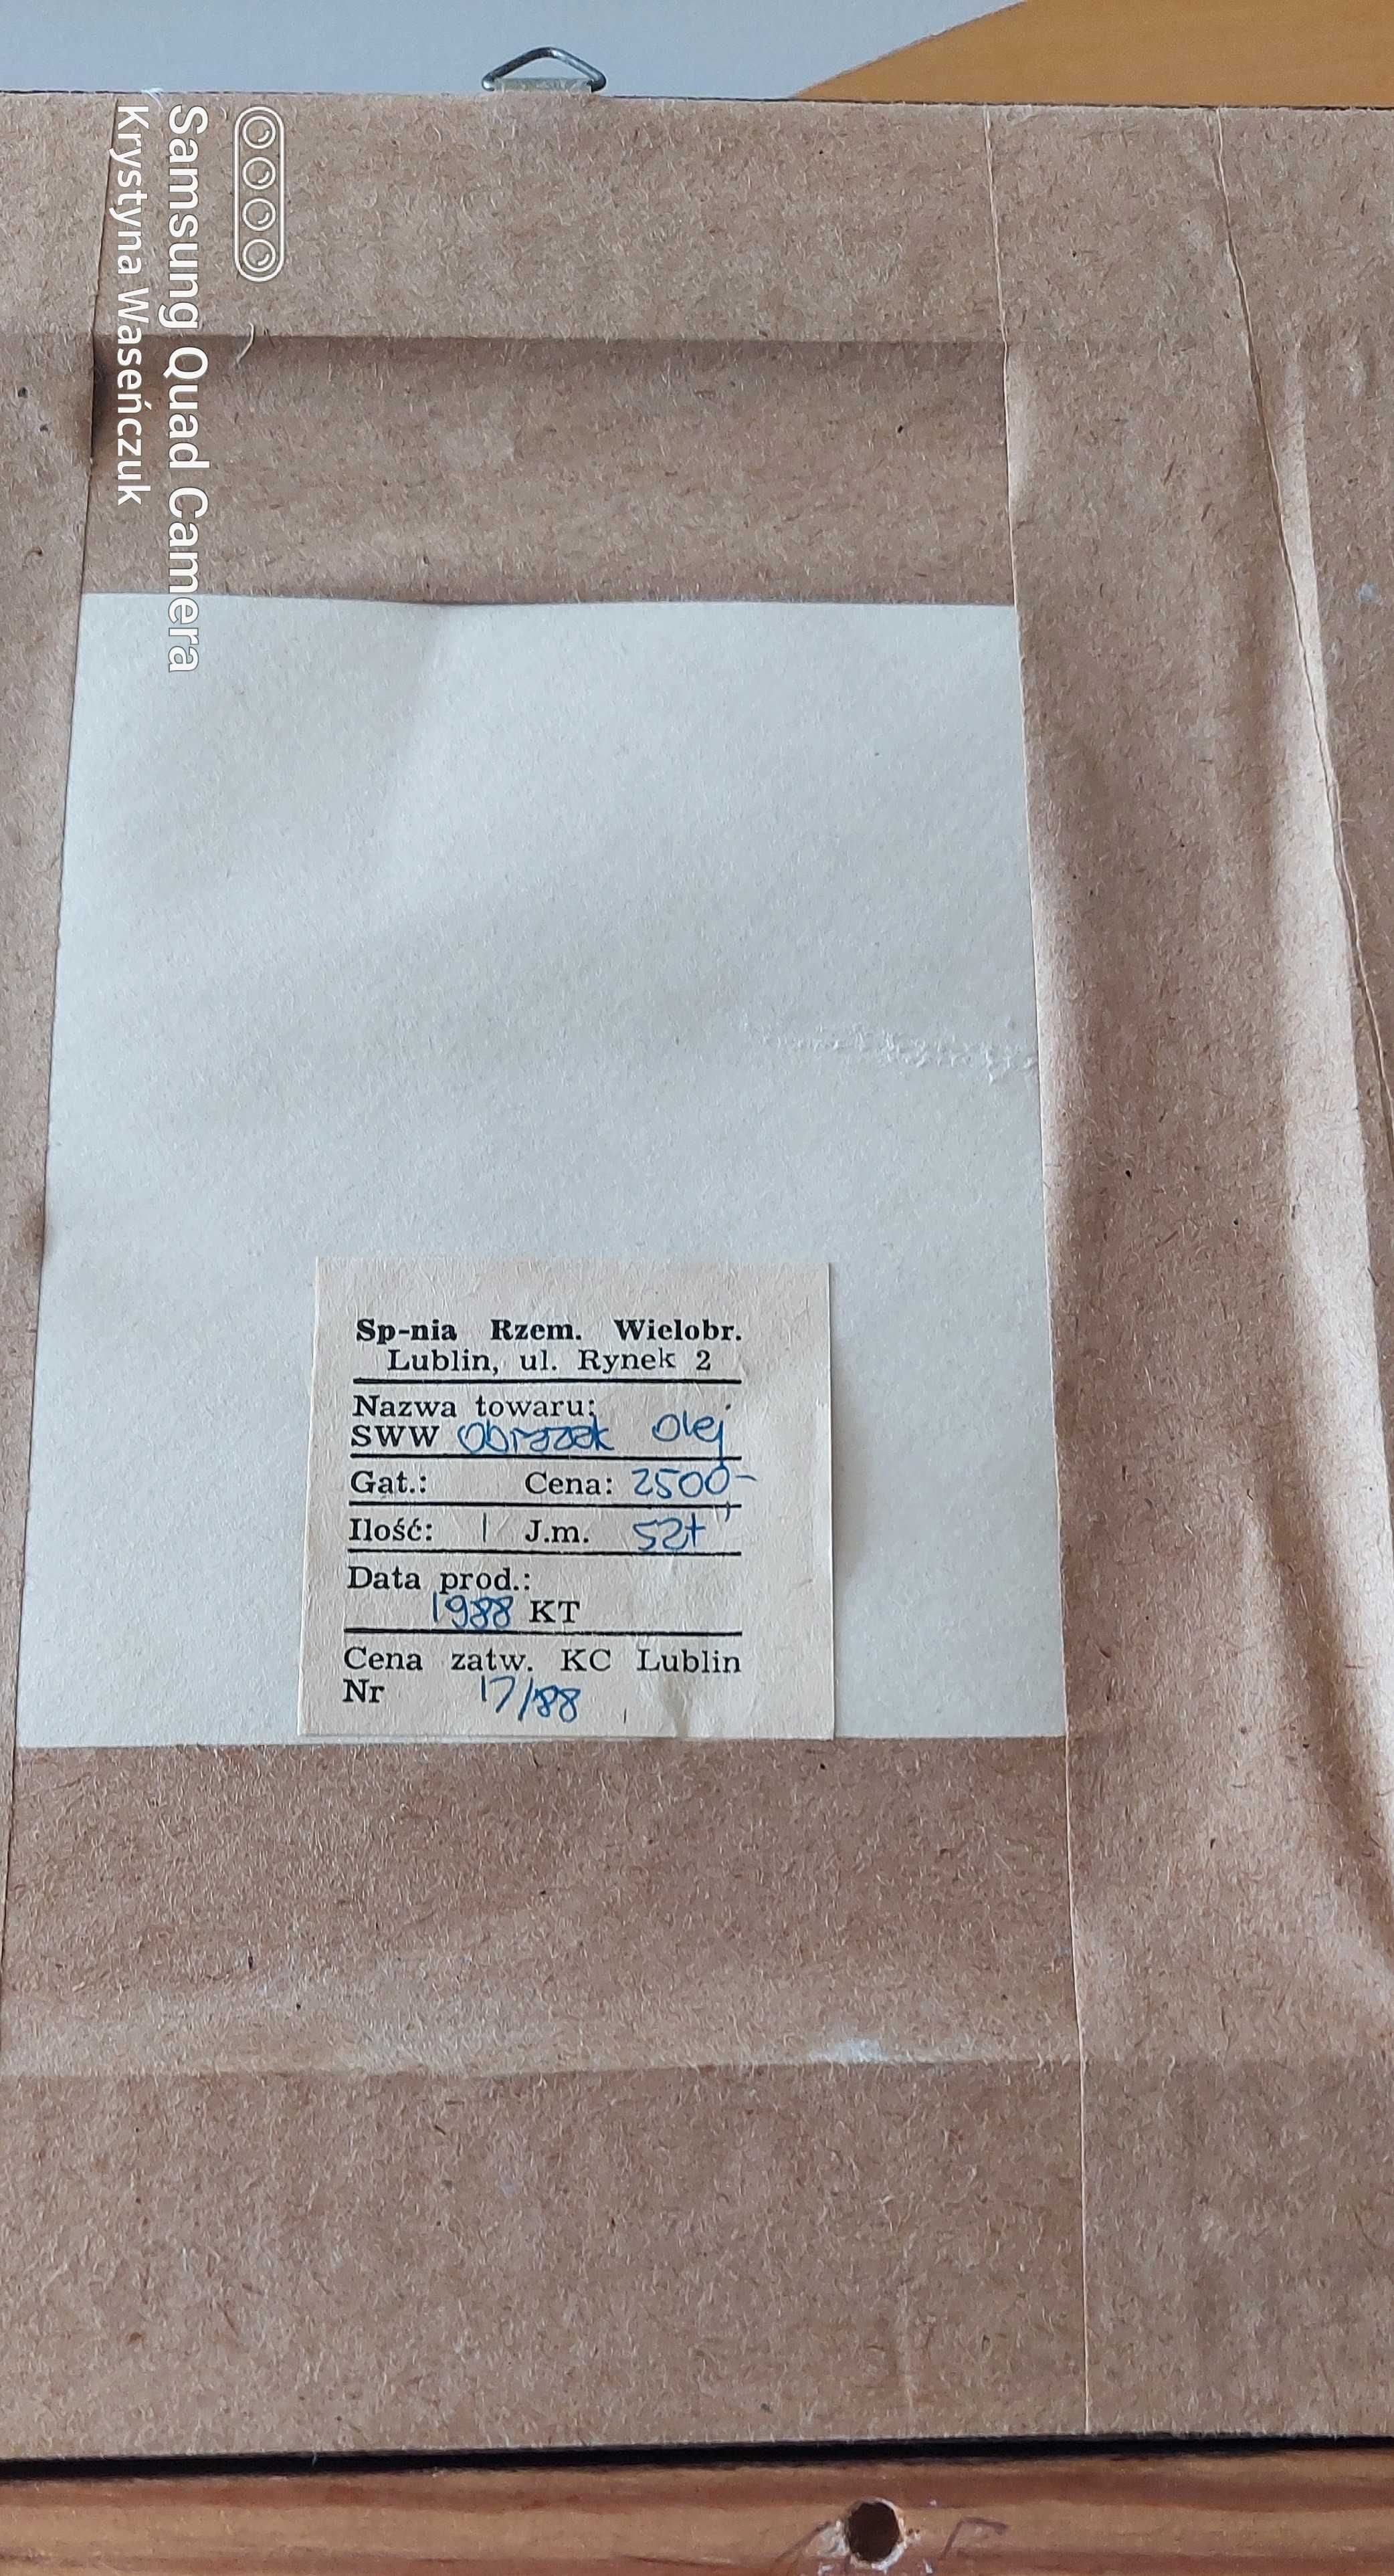 Samsung Quad Camera
Krystyna Waseńczuk
Sp-nia Rzem. Wielobr.
Lublin, ul. Rynek 2
Nazwa towaru:
SWW Obrazek Olej
Gat.: Cena: 2500-
Ilość: 1 J.m. szt
Data prod.:
1988 KT
Cena zatw. KC Lublin
Nr 17/88